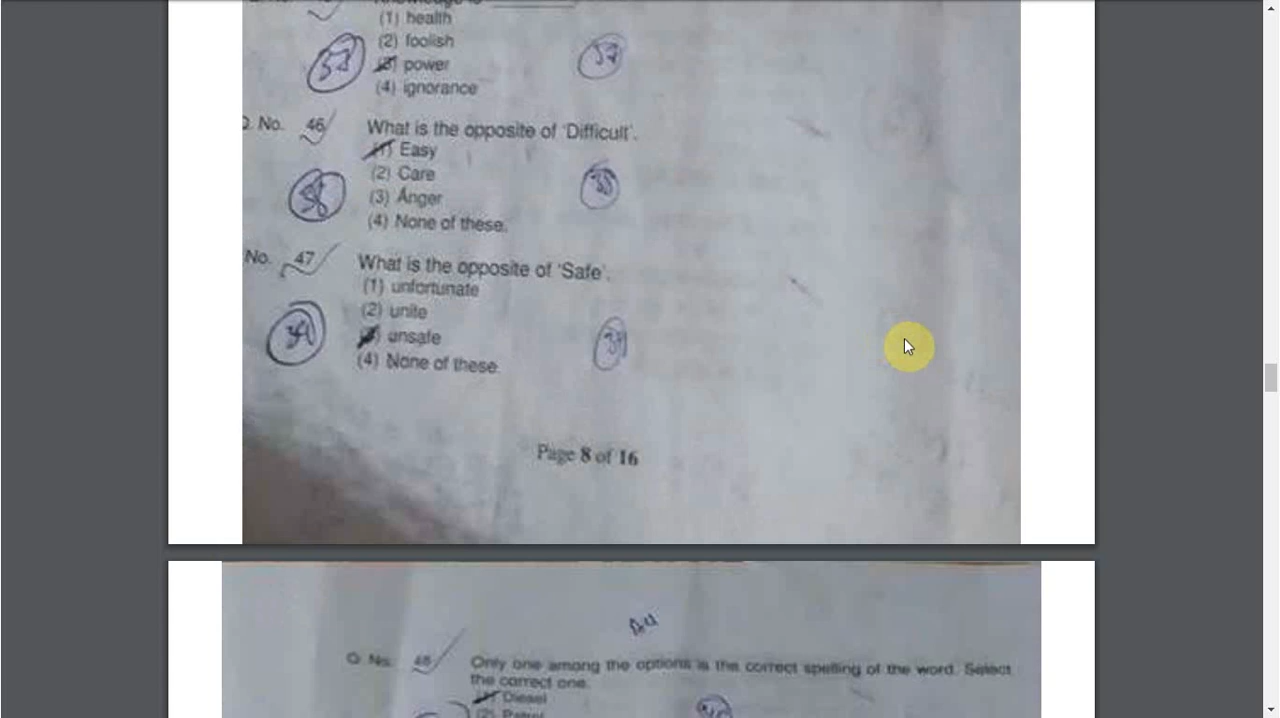 (1) health
(2) foolish
(3) power
(4) ignorance
No. 46 What is the opposite of 'Difficult'.
(1) Easy
(2) Care
(3) Anger
(4) None of these.
No. 47 What is the opposite of 'Safe'.
(1) unfortunate
(2) unite
unsafe
(4) None of these
Page 8 of 16
Q. No. 48 Only one among the options is the correct spelling of the word. Select
the correct one.
(1) Diesel